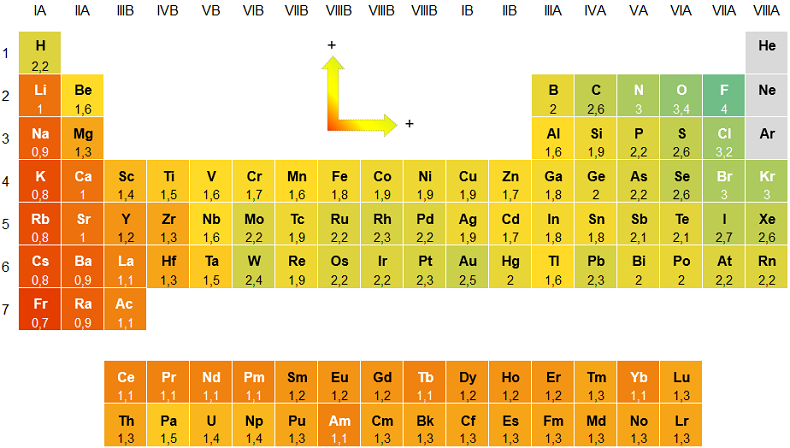 IA IIA IIIB IVB VB VIB VIIB VIIIB VIIIB VIIIB IB IIB IIIA IVA VA VIA VIIA VIIIA
+
1 H He
2,2
2 Li Be B C N O F Ne
1 1,6 2 2,6 3 3,4 4
+
3 Na Mg Al Si P S Cl Ar
0,9 1,3 1,6 1,9 2,2 2,6 3,2
4 K Ca Sc Ti V Cr Mn Fe Co Ni Cu Zn Ga Ge As Se Br Kr
0,8 1 1,4 1,5 1,6 1,7 1,6 1,8 1,9 1,9 1,9 1,7 1,8 2 2,2 2,6 3 3
5 Rb Sr Y Zr Nb Mo Tc Ru Rh Pd Ag Cd In Sn Sb Te I Xe
0,8 1 1,2 1,3 1,6 2,2 1,9 2,2 2,3 2,2 1,9 1,7 1,8 1,8 2,1 2,1 2,7 2,6
6 Cs Ba La Hf Ta W Re Os Ir Pt Au Hg Tl Pb Bi Po At Rn
0,8 0,9 1,1 1,3 1,5 2,4 1,9 2,2 2,2 2,3 2,5 2 1,6 2,3 2 2 2,2 2,2
7 Fr Ra Ac
0,7 0,9 1,1
Ce Pr Nd Pm Sm Eu Gd Tb Dy Ho Er Tm Yb Lu
1,1 1,1 1,1 1,1 1,2 1,2 1,2 1,1 1,2 1,2 1,2 1,3 1,1 1,3
Th Pa U Np Pu Am Cm Bk Cf Es Fm Md No Lr
1,3 1,5 1,4 1,4 1,3 1,1 1,3 1,3 1,3 1,3 1,3 1,3 1,3 1,3